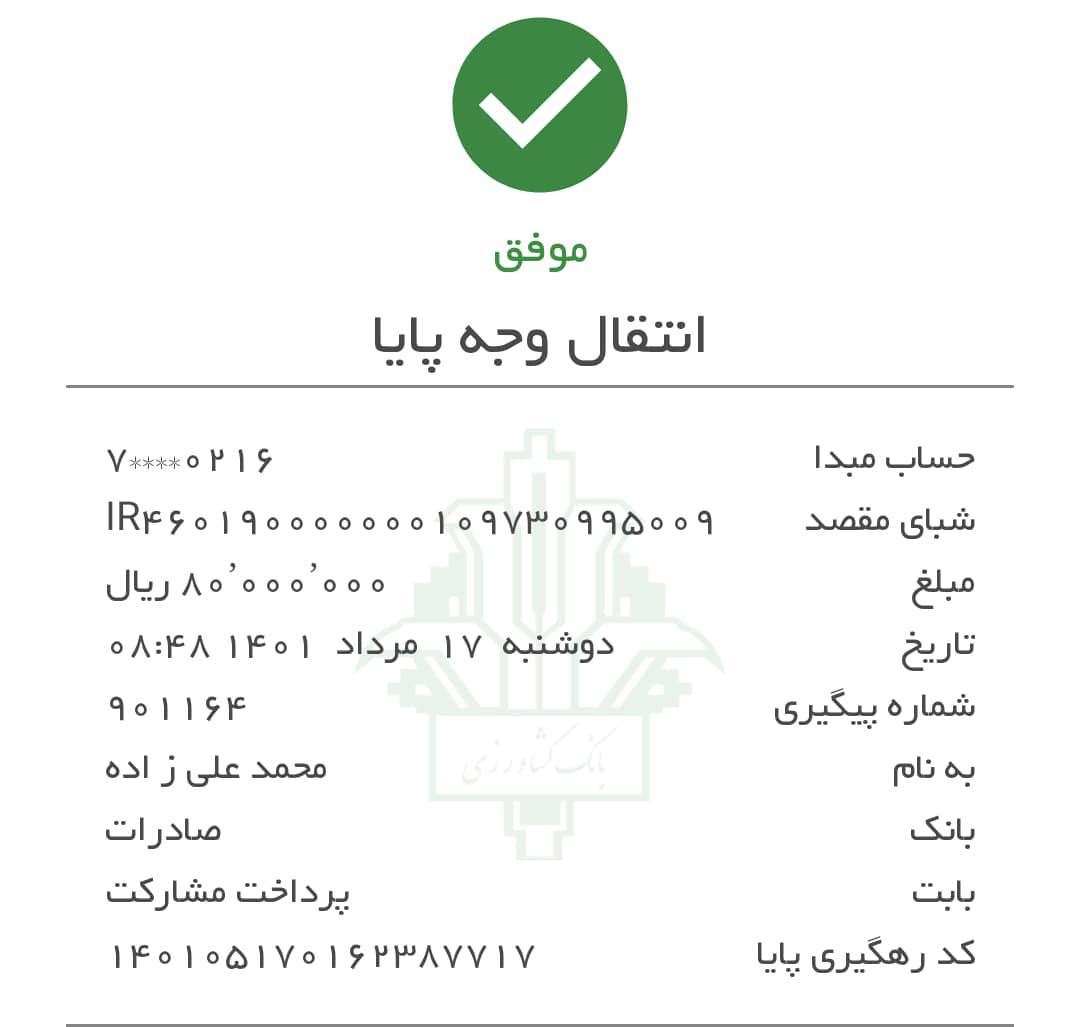 موفق
انتقال وجه پایا
حساب مبدا ۷****۰۲۱۶
شبای مقصد IR۴۶۰۱۹۰۰۰۰۰۰۰۱۰۹۷۳۰۹۹۵۰۰۹
مبلغ ۸۰٬۰۰۰٬۰۰۰ ریال
تاریخ دوشنبه ۱۷ مرداد ۱۴۰۱ ۰۸:۴۸
شماره پیگیری ۹۰۱۱۶۴
به نام محمد علی ز اده
بانک صادرات
بابت پرداخت مشارکت
کد رهگیری پایا ۱۴۰۱۰۵۱۷۰۱۶۲۳۸۷۷۱۷
بانک کشاورزی